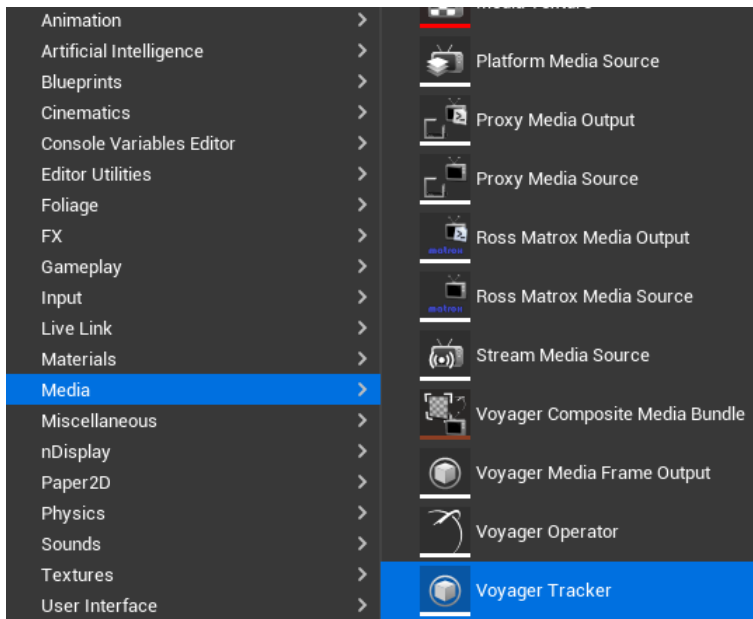 Animation
Artificial Intelligence
Blueprints
Cinematics
Console Variables Editor
Editor Utilities
Foliage
FX
Gameplay
Input
Live Link
Materials
Media
Miscellaneous
nDisplay
Paper2D
Physics
Sounds
Textures
User Interface
Platform Media Source
Proxy Media Output
Proxy Media Source
matrox
Ross Matrox Media Output
matrox
Ross Matrox Media Source
Stream Media Source
Voyager Composite Media Bundle
Voyager Media Frame Output
Voyager Operator
Voyager Tracker